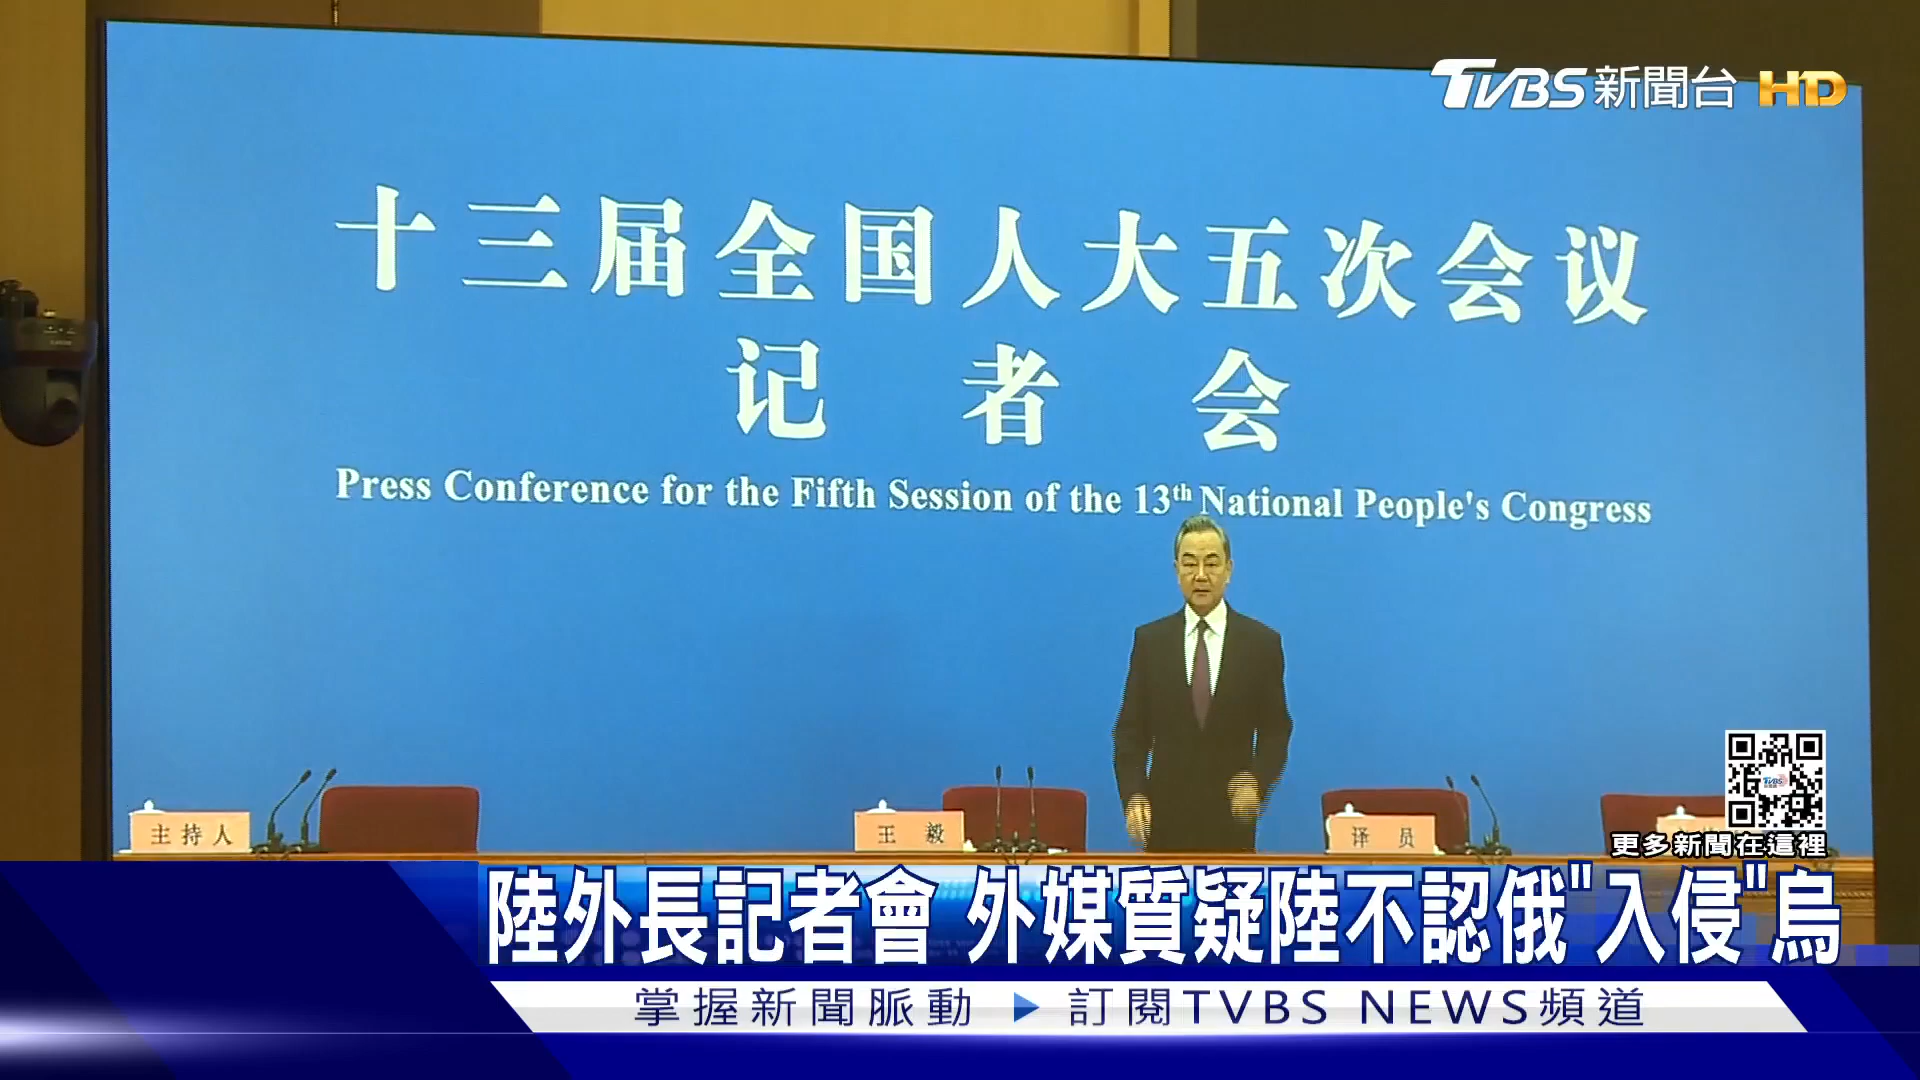 TVBS新聞台 HD
十三届全国人大五次会议
记者会
Press Conference for the Fifth Session of the 13th National People's Congress
主持人
王毅
译员
TVBS
更多新聞在這裡
陸外長記者會 外媒質疑陸不認俄"入侵"烏
掌握新聞脈動 ▶ 訂閱TVBS NEWS頻道